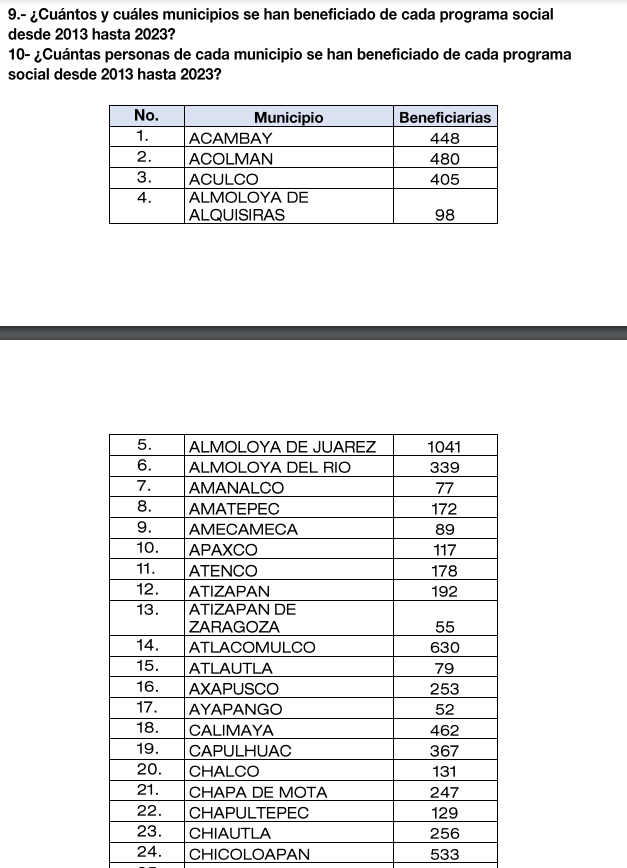 9.- ¿Cuántos y cuáles municipios se han beneficiado de cada programa social
desde 2013 hasta 2023?
10- ¿Cuántas personas de cada municipio se han beneficiado de cada programa
social desde 2013 hasta 2023?
No. Municipio Beneficiarias
1. ACAMBAY 448
2. ACOLMAN 480
3. ACULCO 405
4. ALMOLOYA DE
ALQUISIRAS 98
5. ALMOLOYA DE JUAREZ 1041
6. ALMOLOYA DEL RIO 339
7. AMANALCO 77
8. AMATEPEC 172
9. AMECAMECA 89
10. APAXCO 117
11. ATENCO 178
12. ATIZAPAN 192
13. ATIZAPAN DE
ZARAGOZA 55
14. ATLACOMULCO 630
15. ATLAUTLA 79
16. AXAPUSCO 253
17. AYAPANGO 52
18. CALIMAYA 462
19. CAPULHUAC 367
20. CHALCO 131
21. CHAPA DE MOTA 247
22. CHAPULTEPEC 129
23. CHIAUTLA 256
24. CHICOLOAPAN 533